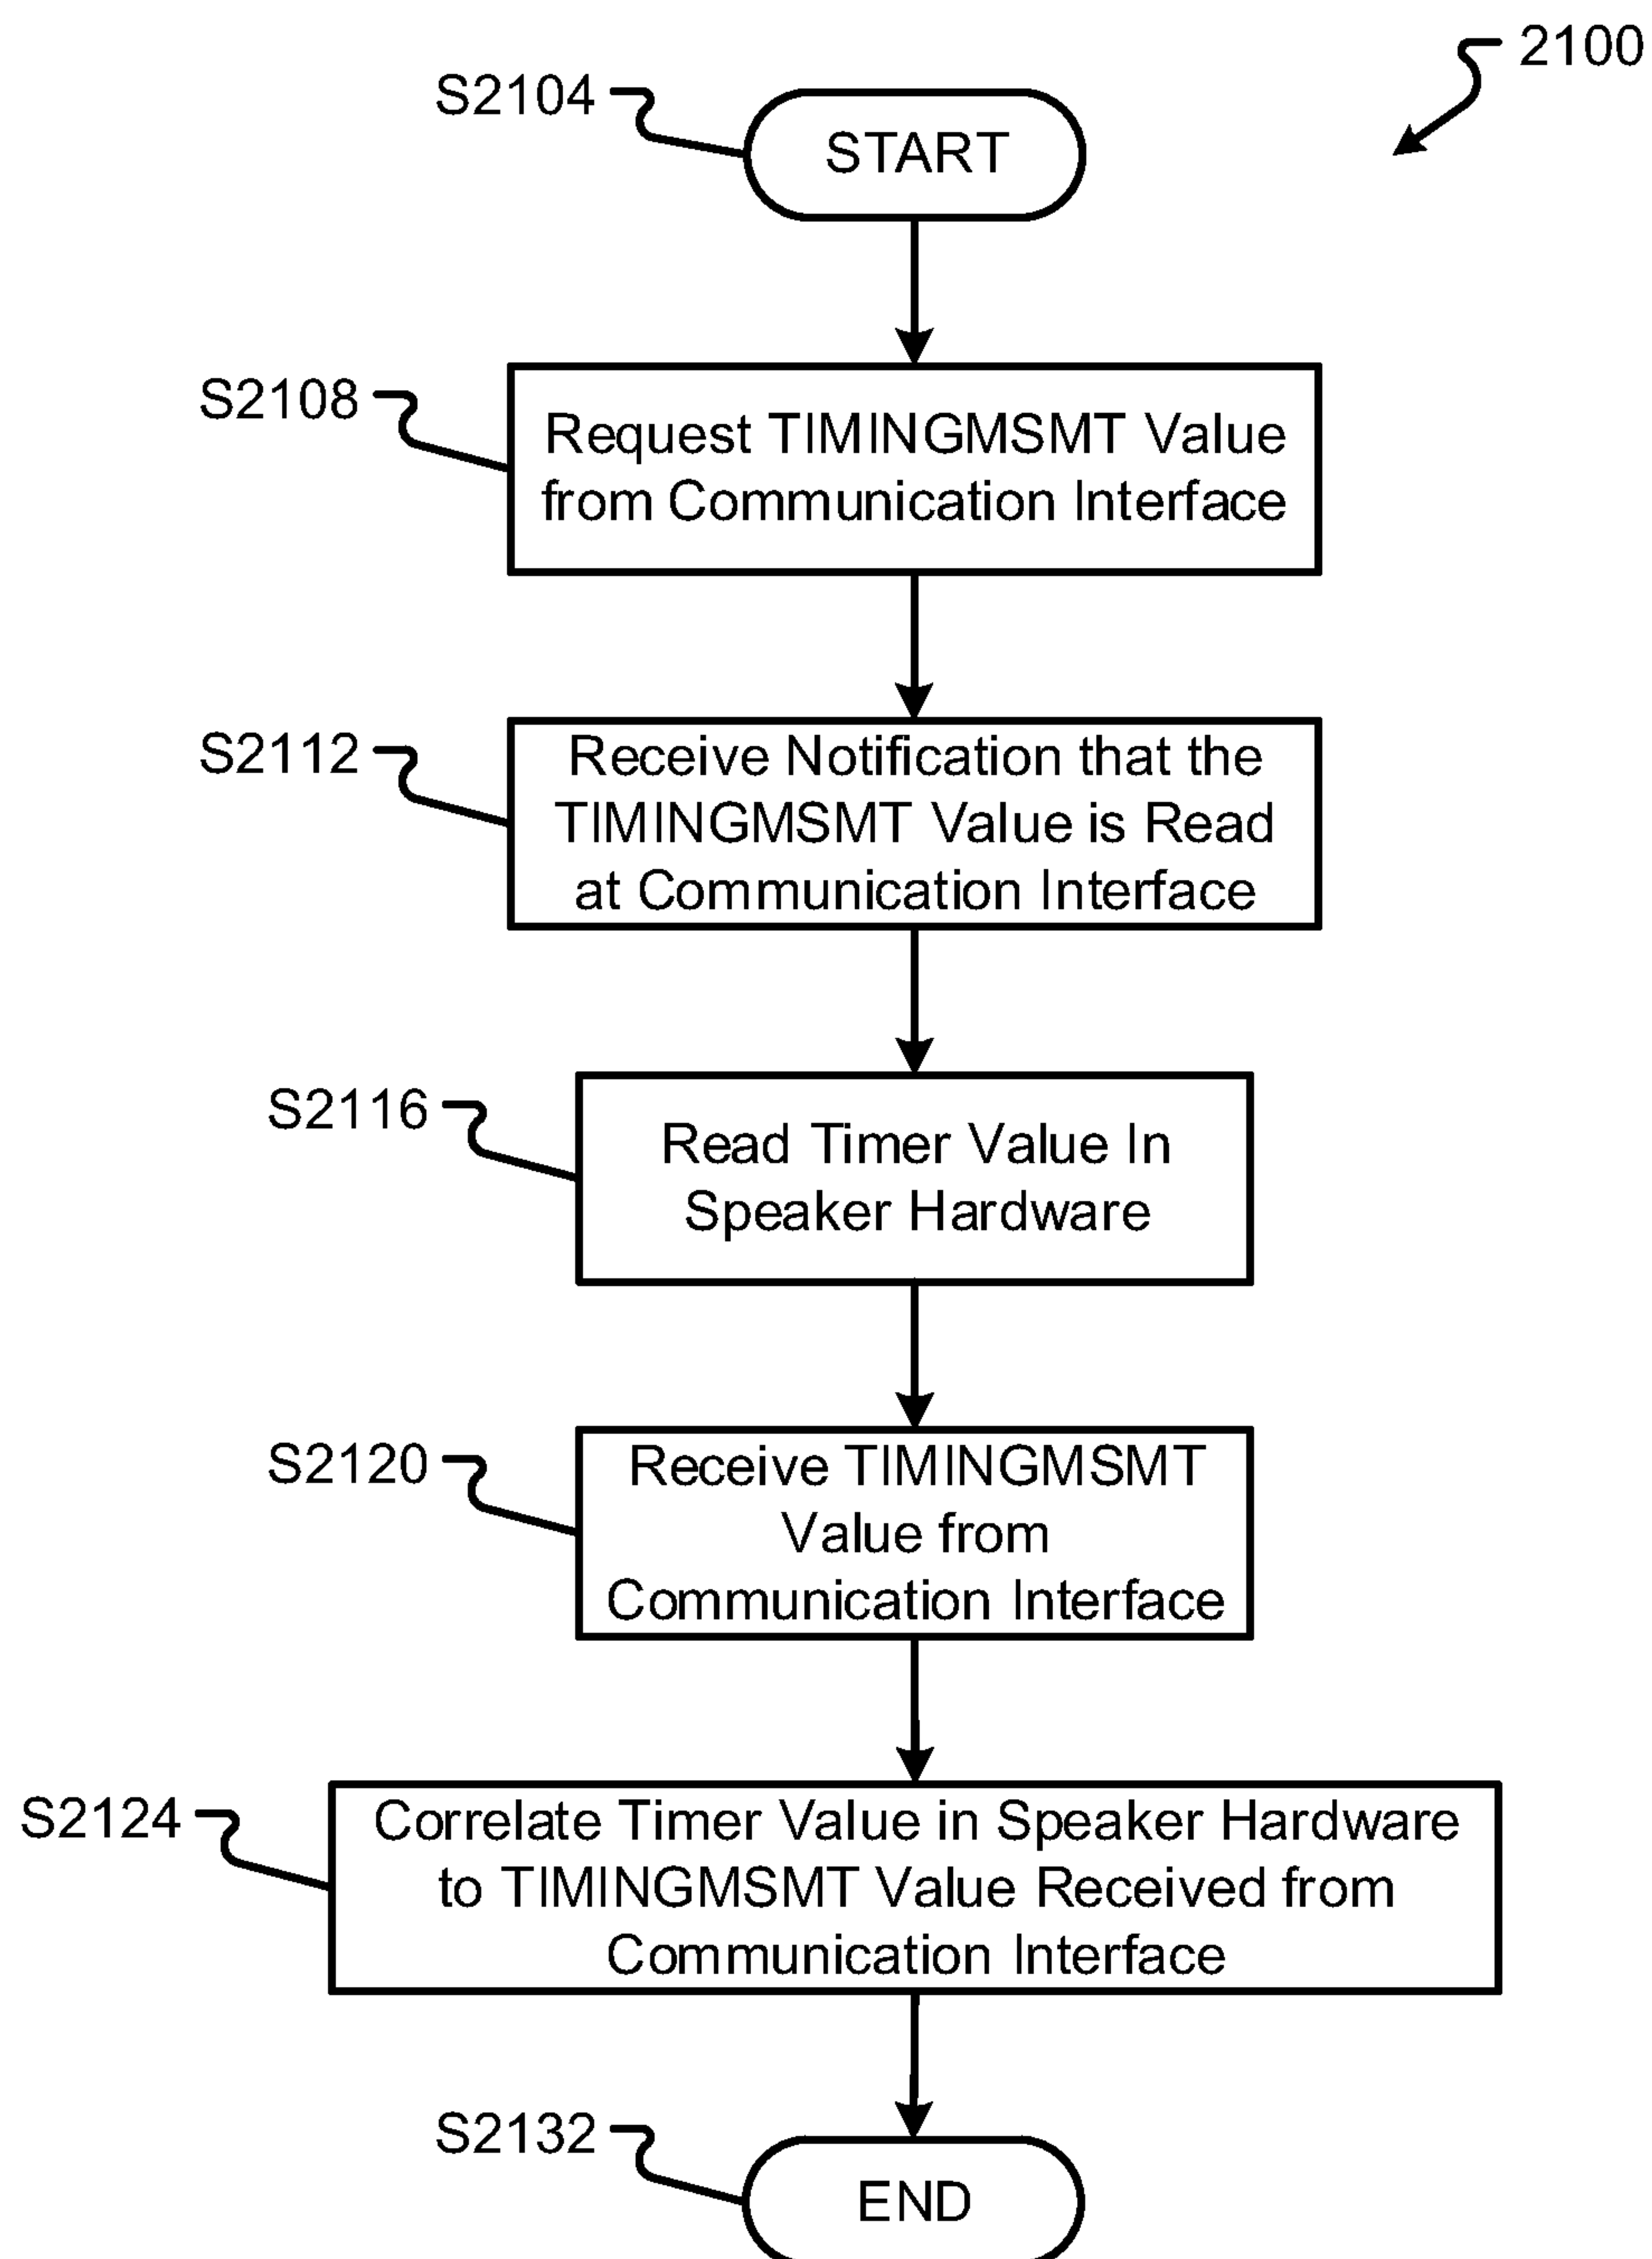 2100
S2104
START
S2108
Request TIMINGMSMT Value
from Communication Interface
S2112
Receive Notification that the
TIMINGMSMT Value is Read
at Communication Interface
S2116
Read Timer Value In
Speaker Hardware
S2120
Receive TIMINGMSMT
Value from
Communication Interface
S2124
Correlate Timer Value in Speaker Hardware
to TIMINGMSMT Value Received from
Communication Interface
S2132
END